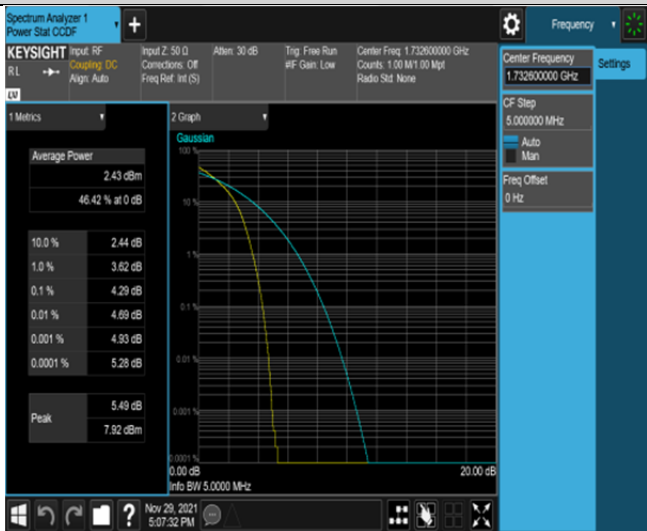 Spectrum Analyzer 1
Power Stat CCDF
+
Frequency
KEYSIGHT
RL
LV
Input: RF
Coupling: DC
Align: Auto
Input Z: 50 Ω
Corrections: Off
Freq Ref: Int (S)
Atten: 30 dB
Trig: Free Run
#IF Gain: Low
Center Freq: 1.732600000 GHz
Counts: 1.00 M/1.00 Mpt
Radio Std: None
Center Frequency
1.732600000 GHz
Settings
CF Step
5.000000 MHz
Auto
Man
Freq Offset
0 Hz
1 Metrics
Average Power
2.43 dBm
46.42 % at 0 dB
10.0 % 2.44 dB
1.0 % 3.62 dB
0.1 % 4.29 dB
0.01 % 4.69 dB
0.001 % 4.93 dB
0.0001 % 5.28 dB
Peak
5.49 dB
7.92 dBm
2 Graph
Gaussian
100 %
10 %
1 %
0.1 %
0.01 %
0.001 %
0.0001 %
0.00 dB 20.00 dB
Info BW 5.0000 MHz
?
Nov 29, 2021
5:07:32 PM